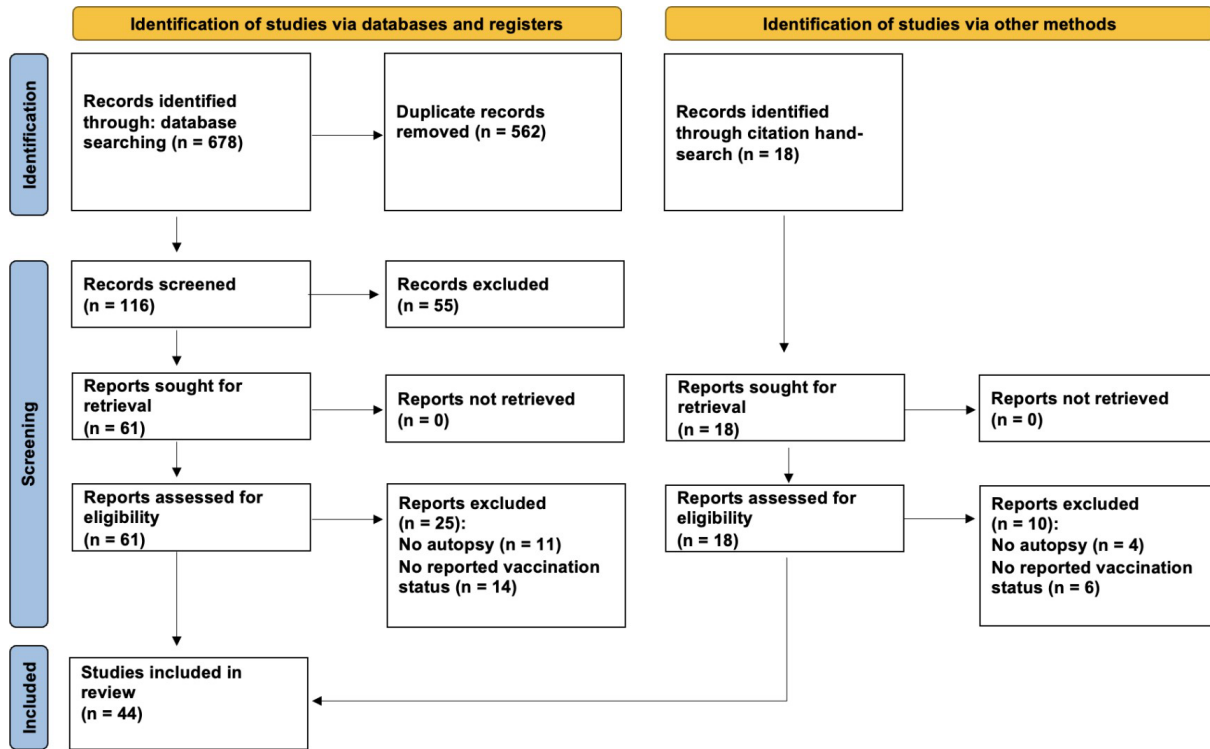 Identification of studies via databases and registers
Identification of studies via other methods
Identification
Records identified
through: database
searching (n = 678)
Duplicate records
removed (n = 562)
Records identified
through citation hand-
search (n = 18)
Screening
Records screened
(n = 116)
Records excluded
(n = 55)
Reports sought for
retrieval
(n = 61)
Reports not retrieved
(n = 0)
Reports sought for
retrieval
(n = 18)
Reports not retrieved
(n = 0)
Reports assessed for
eligibility
(n = 61)
Reports excluded
(n = 25):
No autopsy (n = 11)
No reported vaccination
status (n = 14)
Reports assessed for
eligibility
(n = 18)
Reports excluded
(n = 10):
No autopsy (n = 4)
No reported vaccination
status (n = 6)
Included
Studies included in
review
(n = 44)